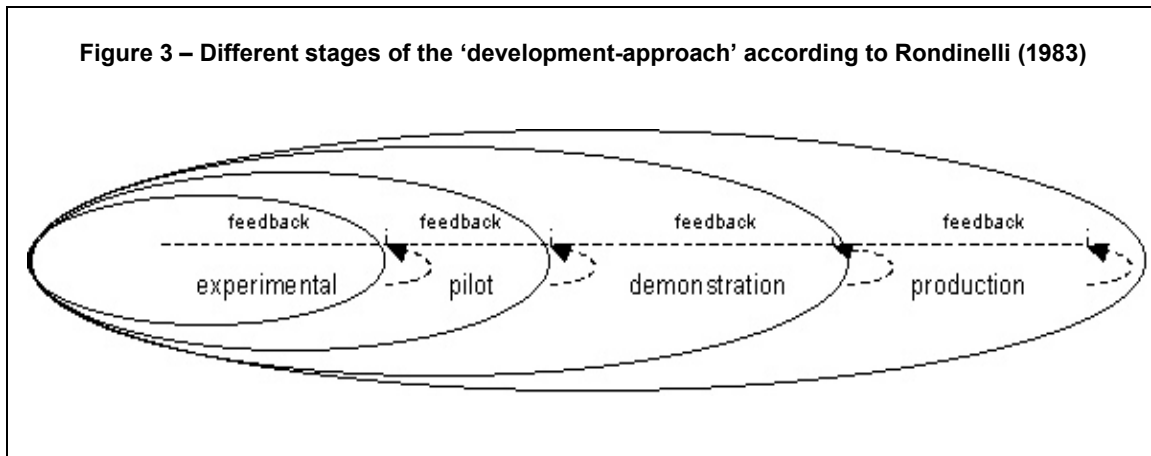 Figure 3 – Different stages of the ‘development-approach’ according to Rondinelli (1983)
feedback feedback feedback feedback
experimental pilot demonstration production